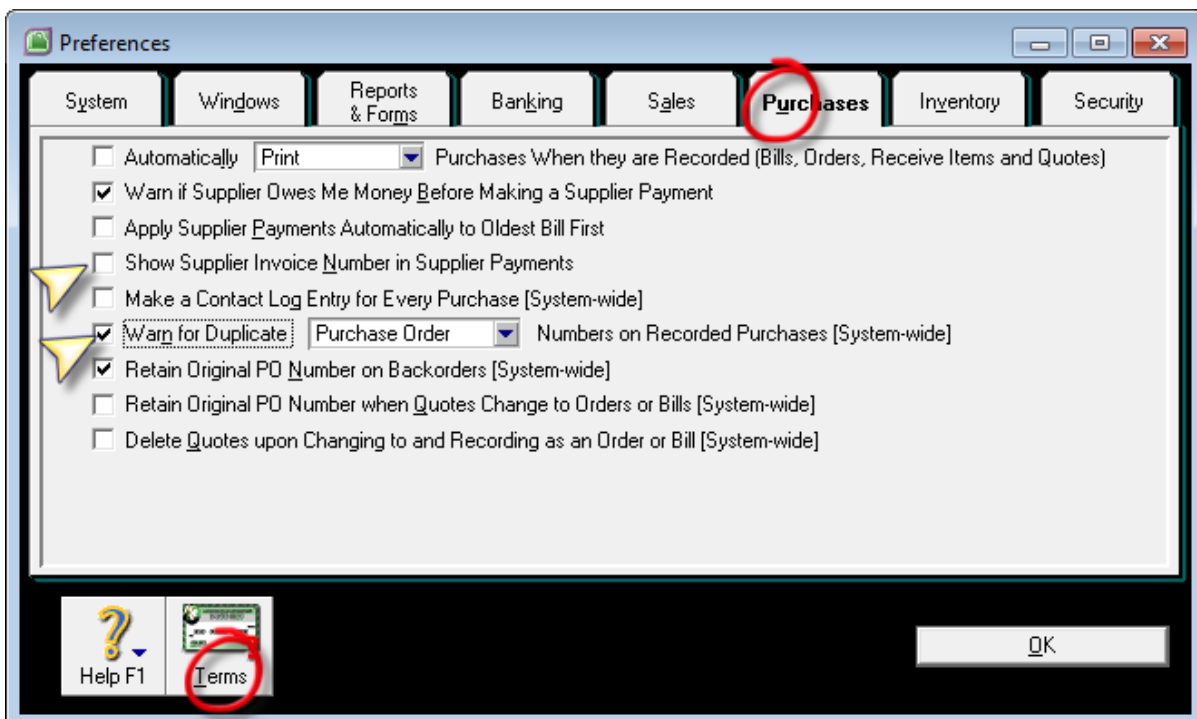 Preferences
System
Windows
Reports
& Forms
Banking
Sales
Purchases
Inventory
Security
Automatically Print Purchases When they are Recorded (Bills, Orders, Receive Items and Quotes)
Warn if Supplier Owes Me Money Before Making a Supplier Payment
Apply Supplier Payments Automatically to Oldest Bill First
Show Supplier Invoice Number in Supplier Payments
Make a Contact Log Entry for Every Purchase [System-wide]
Warn for Duplicate Purchase Order Numbers on Recorded Purchases [System-wide]
Retain Original PO Number on Backorders [System-wide]
Retain Original PO Number when Quotes Change to Orders or Bills [System-wide]
Delete Quotes upon Changing to and Recording as an Order or Bill [System-wide]
Help F1
Terms
OK